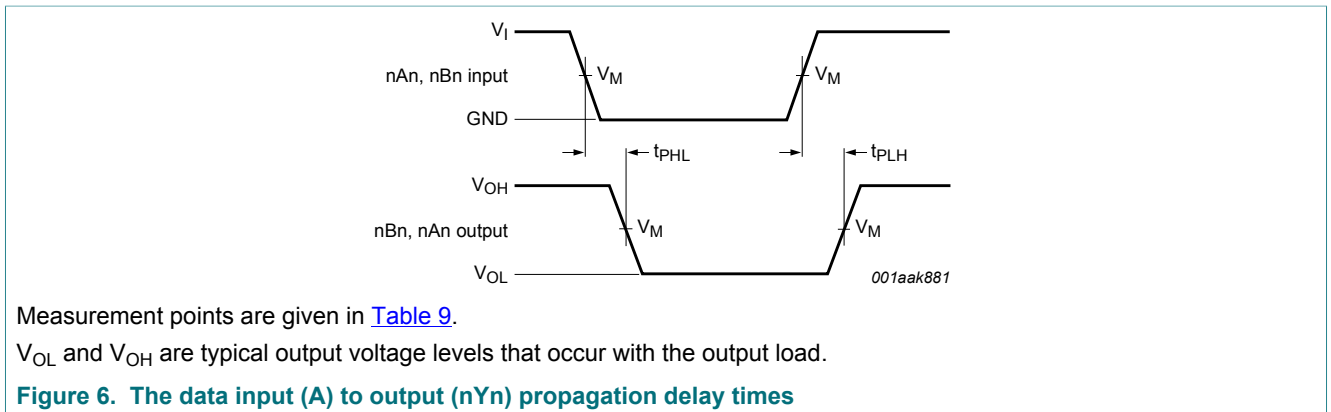 VI
nAn, nBn input
VM
VM
GND
tPHL
tPLH
VOH
nBn, nAn output
VM
VM
VOL
001aak881
Measurement points are given in Table 9.
VOL and VOH are typical output voltage levels that occur with the output load.
Figure 6. The data input (A) to output (nYn) propagation delay times